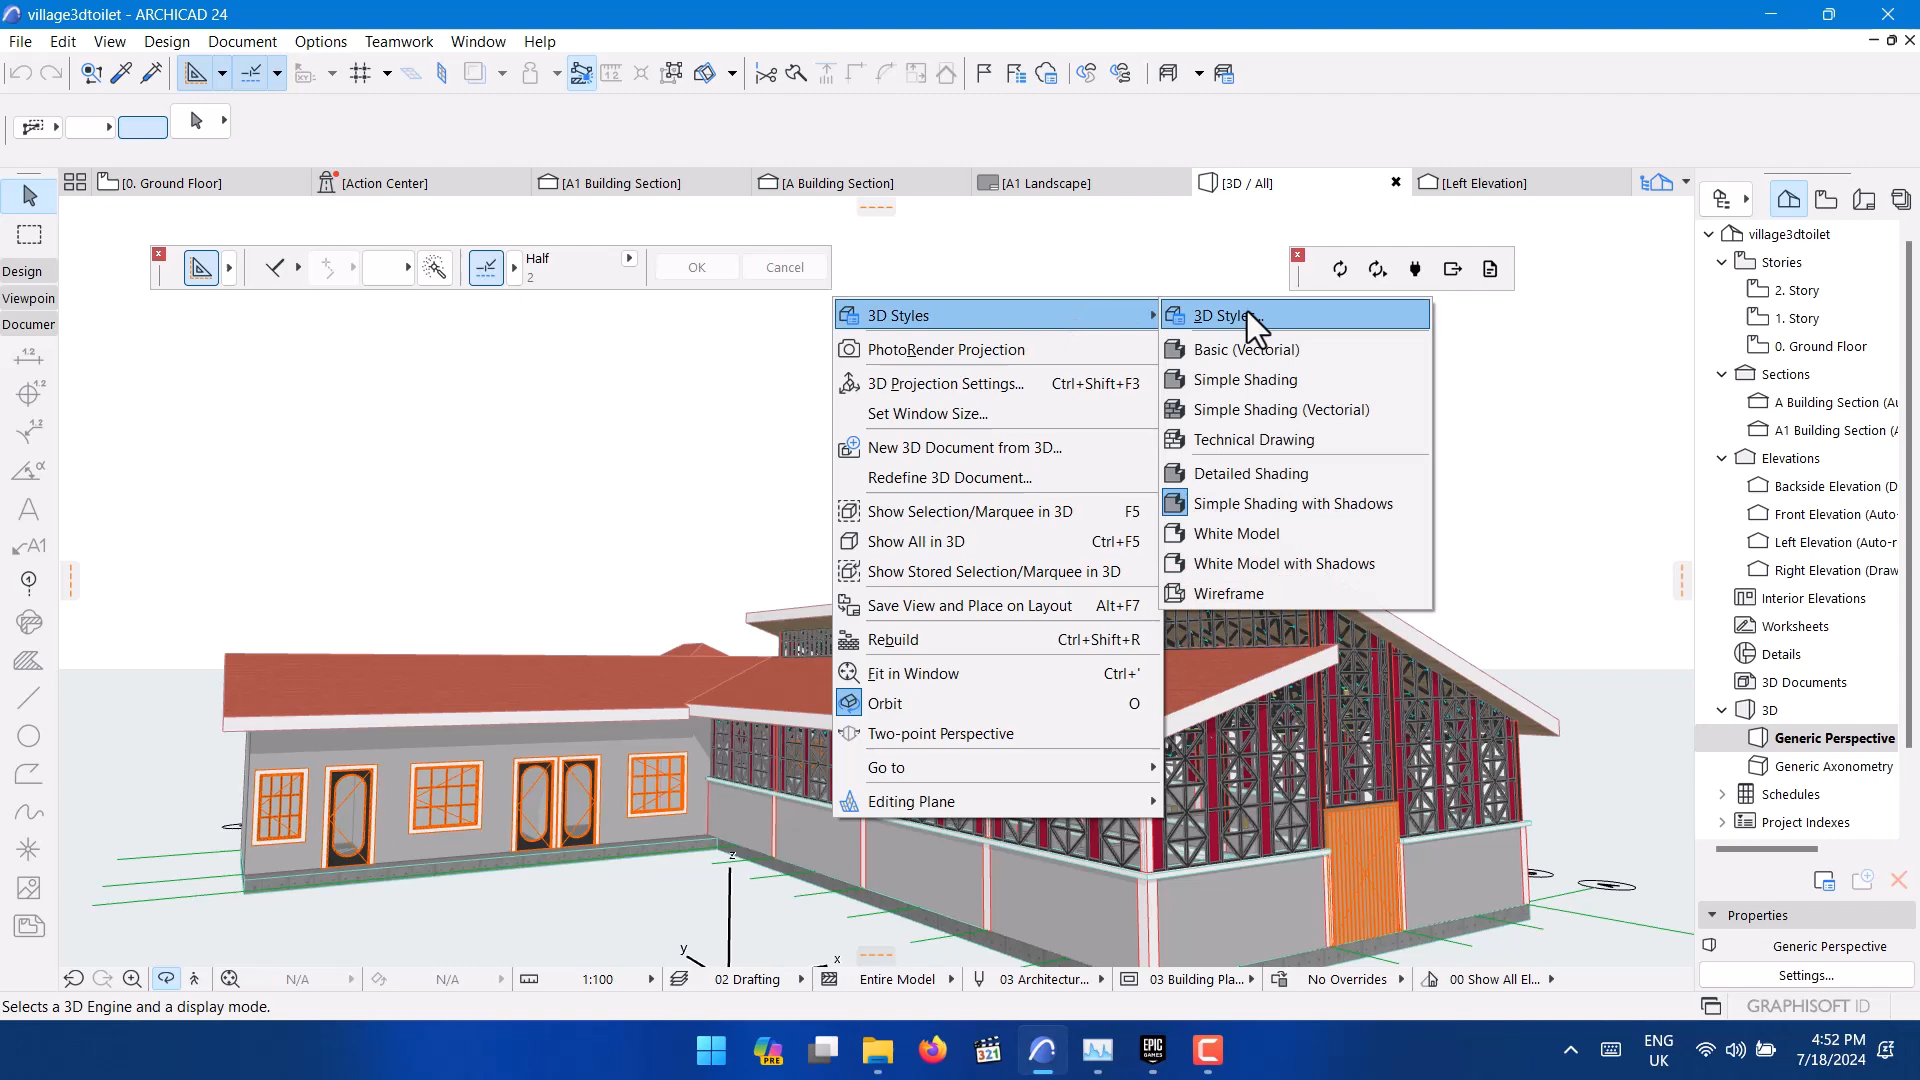 village3dtoilet - ARCHICAD 24
File Edit View Design Document Options Teamwork Window Help
[0. Ground Floor] [Action Center] [A1 Building Section] [A Building Section] [A1 Landscape] [3D / All] [Left Elevation]
Half
2
OK Cancel
Design
Viewpoin
Documer
3D Styles
PhotoRender Projection
3D Projection Settings... Ctrl+Shift+F3
Set Window Size...
New 3D Document from 3D...
Redefine 3D Document...
Show Selection/Marquee in 3D F5
Show All in 3D Ctrl+F5
Show Stored Selection/Marquee in 3D
Save View and Place on Layout Alt+F7
Rebuild Ctrl+Shift+R
Fit in Window Ctrl+'
Orbit O
Two-point Perspective
Go to
Editing Plane
Basic (Vectorial)
Simple Shading
Simple Shading (Vectorial)
Technical Drawing
Detailed Shading
Simple Shading with Shadows
White Model
White Model with Shadows
Wireframe
village3dtoilet
Stories
2. Story
1. Story
0. Ground Floor
Sections
A Building Section (Au
A1 Building Section (A
Elevations
Backside Elevation (D
Front Elevation (Auto-
Left Elevation (Auto-r
Right Elevation (Draw
Interior Elevations
Worksheets
Details
3D Documents
3D
Generic Perspective
Generic Axonometry
Schedules
Project Indexes
Properties
Generic Perspective
Settings...
1.2
α
A
A1
1
z
y
x
N/A N/A 1:100 02 Drafting Entire Model 03 Architectur... 03 Building Pla... No Overrides 00 Show All El...
Selects a 3D Engine and a display mode.
GRAPHISOFT ID
PRE
321
EPIC
GAMES
ENG
UK
4:52 PM
7/18/2024